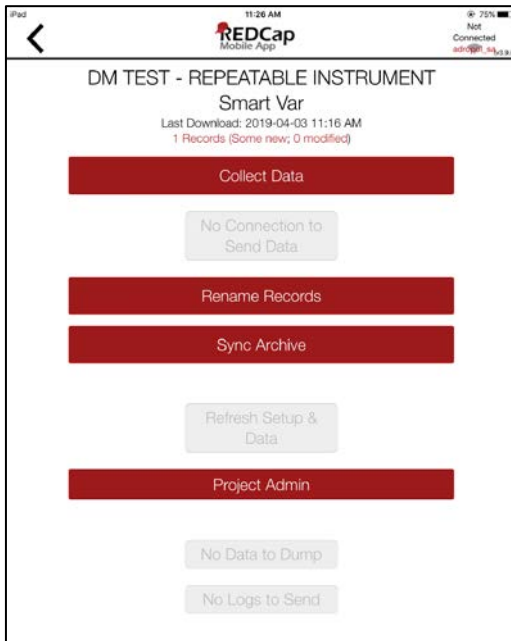 iPad
11:26 AM
75%
REDCap
Mobile App
Not
Connected
DM TEST - REPEATABLE INSTRUMENT
Smart Var
Last Download: 2019-04-03 11:16 AM
1 Records (Some new; 0 modified)
Collect Data
No Connection to
Send Data
Rename Records
Sync Archive
Refresh Setup &
Data
Project Admin
No Data to Dump
No Logs to Send